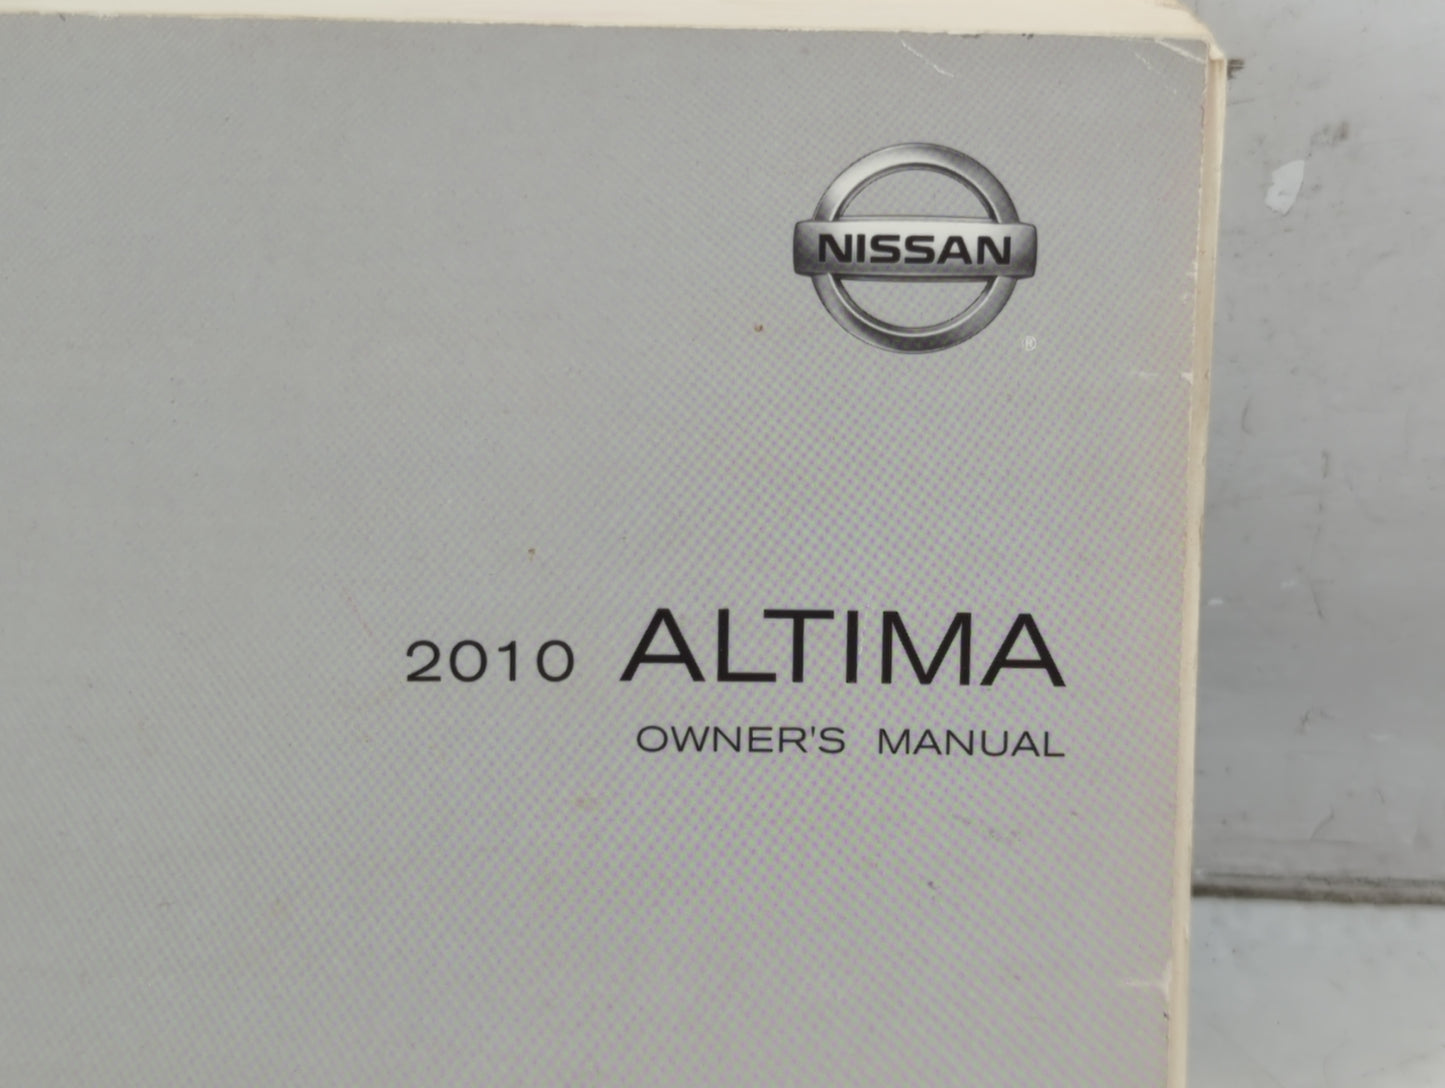 NISSAN
®
2010 ALTIMA
OWNER'S MANUAL